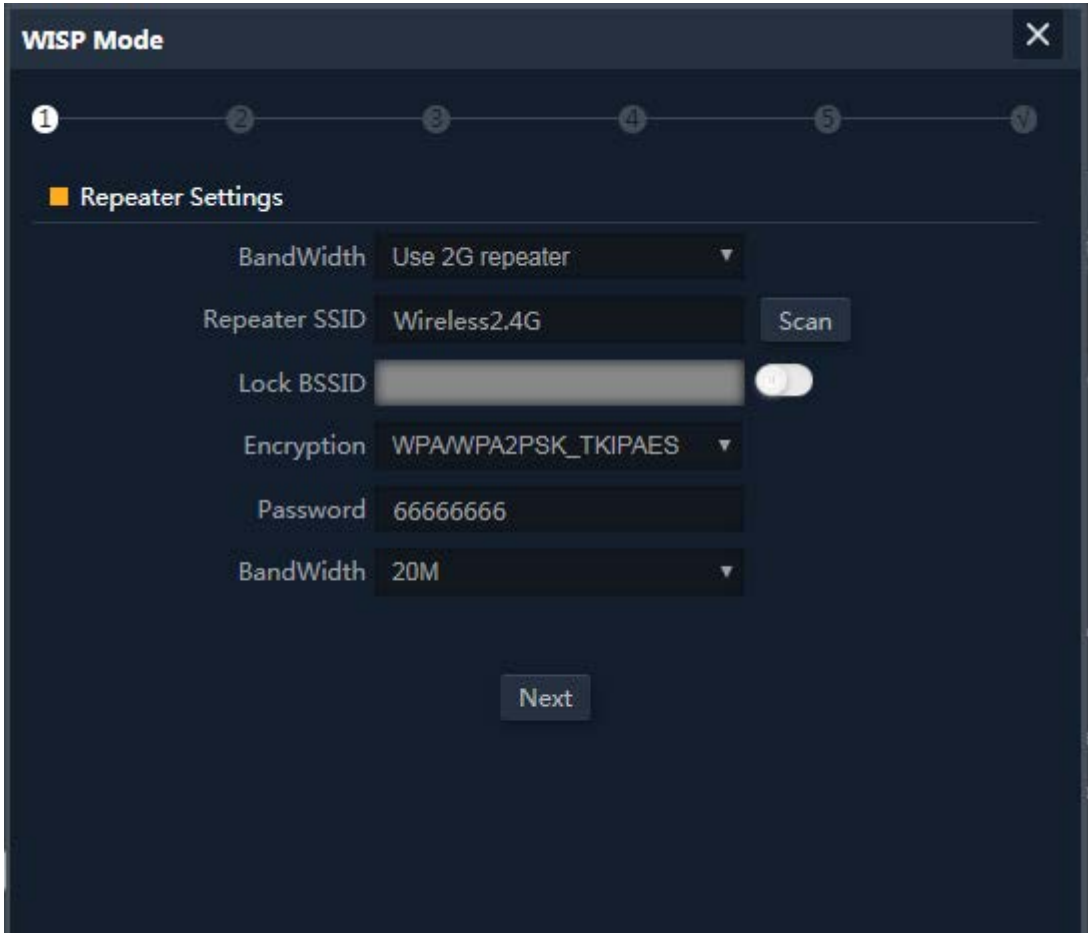 WISP Mode
1 2 3 4 5 √
Repeater Settings
BandWidth Use 2G repeater
Repeater SSID Wireless2.4G Scan
Lock BSSID
Encryption WPA/WPA2PSK_TKIPAES
Password 66666666
BandWidth 20M
Next